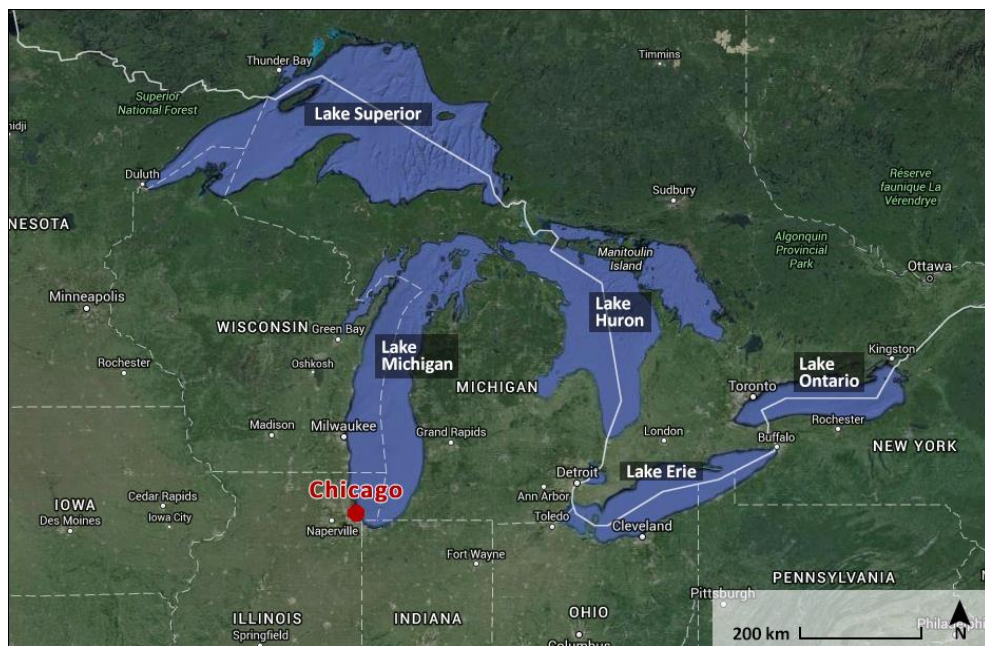 Timmins
Thunder Bay
Superior
National Forest
Lake Superior
nidji
Duluth
Sudbury
Réserve
faunique La
Vérendrye
NNESOTA
Algonquin
Provincial
Park
Manitoulin
Island
Ottawa
Minneapolis
Lake
Huron
WISCONSIN
Green Bay
Lake
Michigan
Kingston
Rochester
Oshkosh
MICHIGAN
Toronto
Lake
Ontario
Madison
Milwaukee
Grand Rapids
London
Rochester
Buffalo
NEW YORK
Detroit
Lake Erie
Chicago
IOWA
Des Moines
Cedar Rapids
Iowa City
Naperville
Ann Arbor
Toledo
Cleveland
Fort Wayne
PENNSYLVANIA
Pittsburgh
ILLINOIS
Springfield
INDIANA
OHIO
Columbus
200 km
N